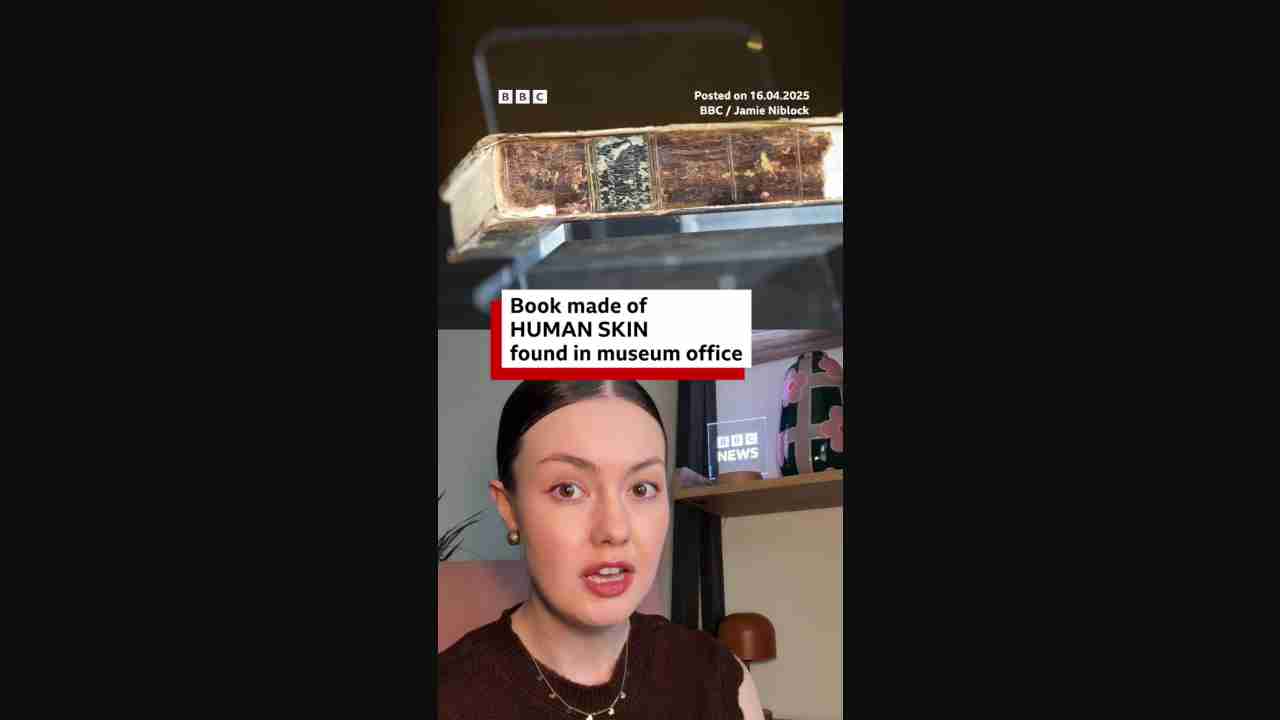 BBC
Posted on 16.04.2025
BBC / Jamie Niblock
Book made of
HUMAN SKIN
found in museum office
BBC
NEWS